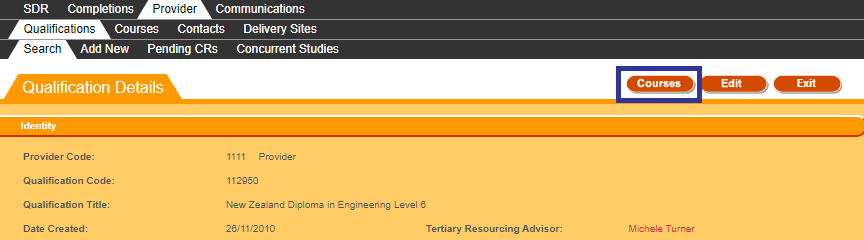 SDR Completions Provider Communications
Qualifications Courses Contacts Delivery Sites
Search Add New Pending CRs Concurrent Studies
Qualification Details Courses Edit Exit
Identity
Provider Code: 1111 Provider
Qualification Code: 112950
Qualification Title: New Zealand Diploma in Engineering Level 6
Date Created: 26/11/2010 Tertiary Resourcing Advisor: Michele Turner